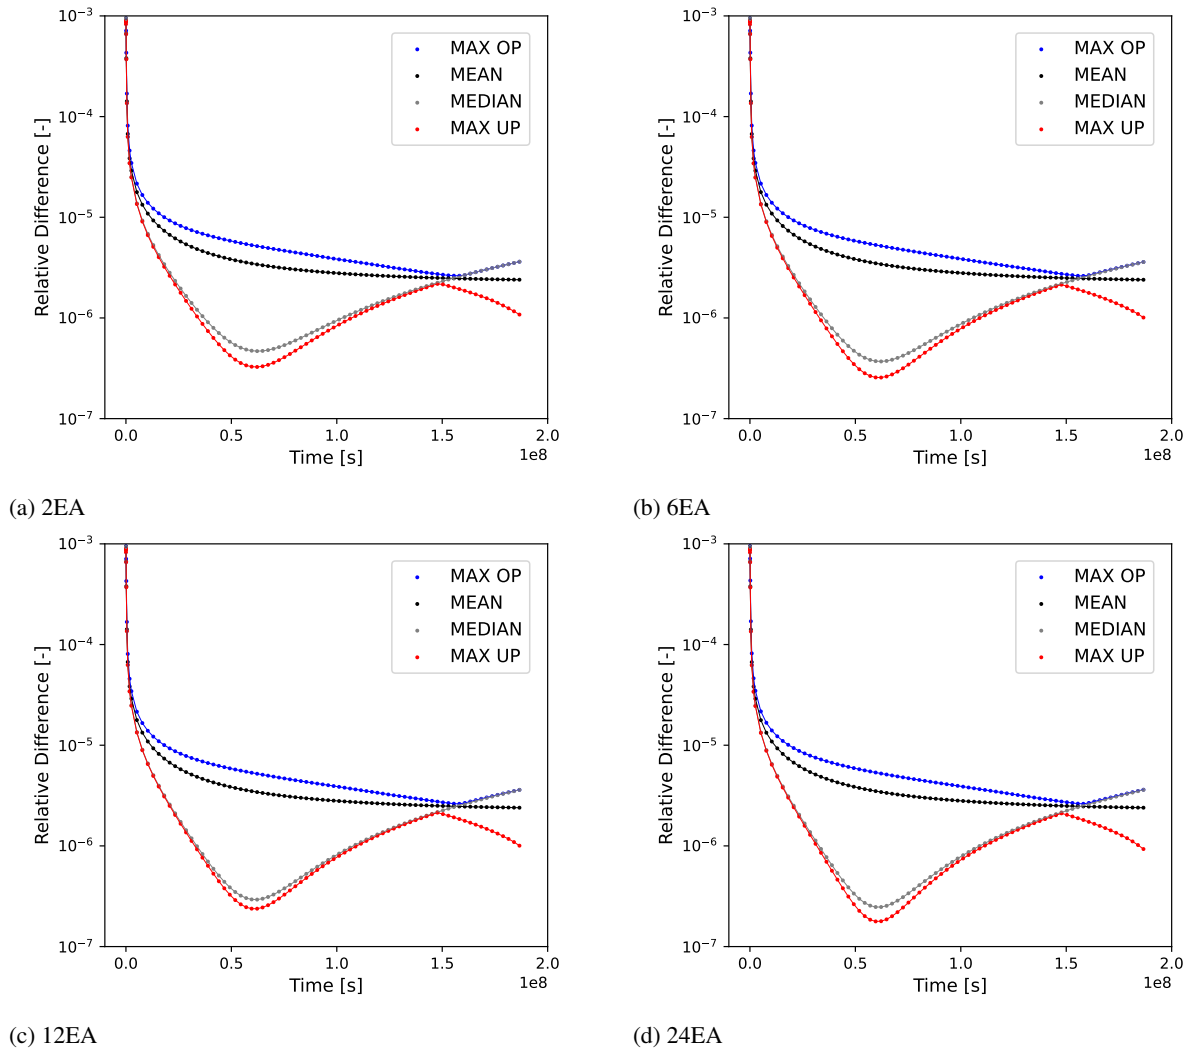 10⁻³
10⁻⁴
10⁻⁵
10⁻⁶
10⁻⁷
Relative Difference [-]
MAX OP
MEAN
MEDIAN
MAX UP
0.0 0.5 1.0 1.5 2.0
1e8
Time [s]
(a) 2EA
10⁻³
10⁻⁴
10⁻⁵
10⁻⁶
10⁻⁷
Relative Difference [-]
MAX OP
MEAN
MEDIAN
MAX UP
0.0 0.5 1.0 1.5 2.0
1e8
Time [s]
(b) 6EA
10⁻³
10⁻⁴
10⁻⁵
10⁻⁶
10⁻⁷
Relative Difference [-]
MAX OP
MEAN
MEDIAN
MAX UP
0.0 0.5 1.0 1.5 2.0
1e8
Time [s]
(c) 12EA
10⁻³
10⁻⁴
10⁻⁵
10⁻⁶
10⁻⁷
Relative Difference [-]
MAX OP
MEAN
MEDIAN
MAX UP
0.0 0.5 1.0 1.5 2.0
1e8
Time [s]
(d) 24EA